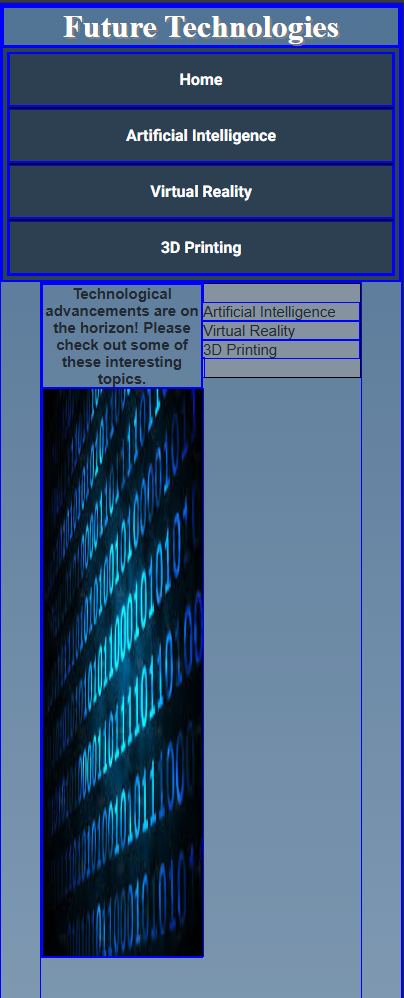 Future Technologies
Home
Artificial Intelligence
Virtual Reality
3D Printing
Technological
advancements are on
the horizon! Please
check out some of
these interesting
topics.
Artificial Intelligence
Virtual Reality
3D Printing